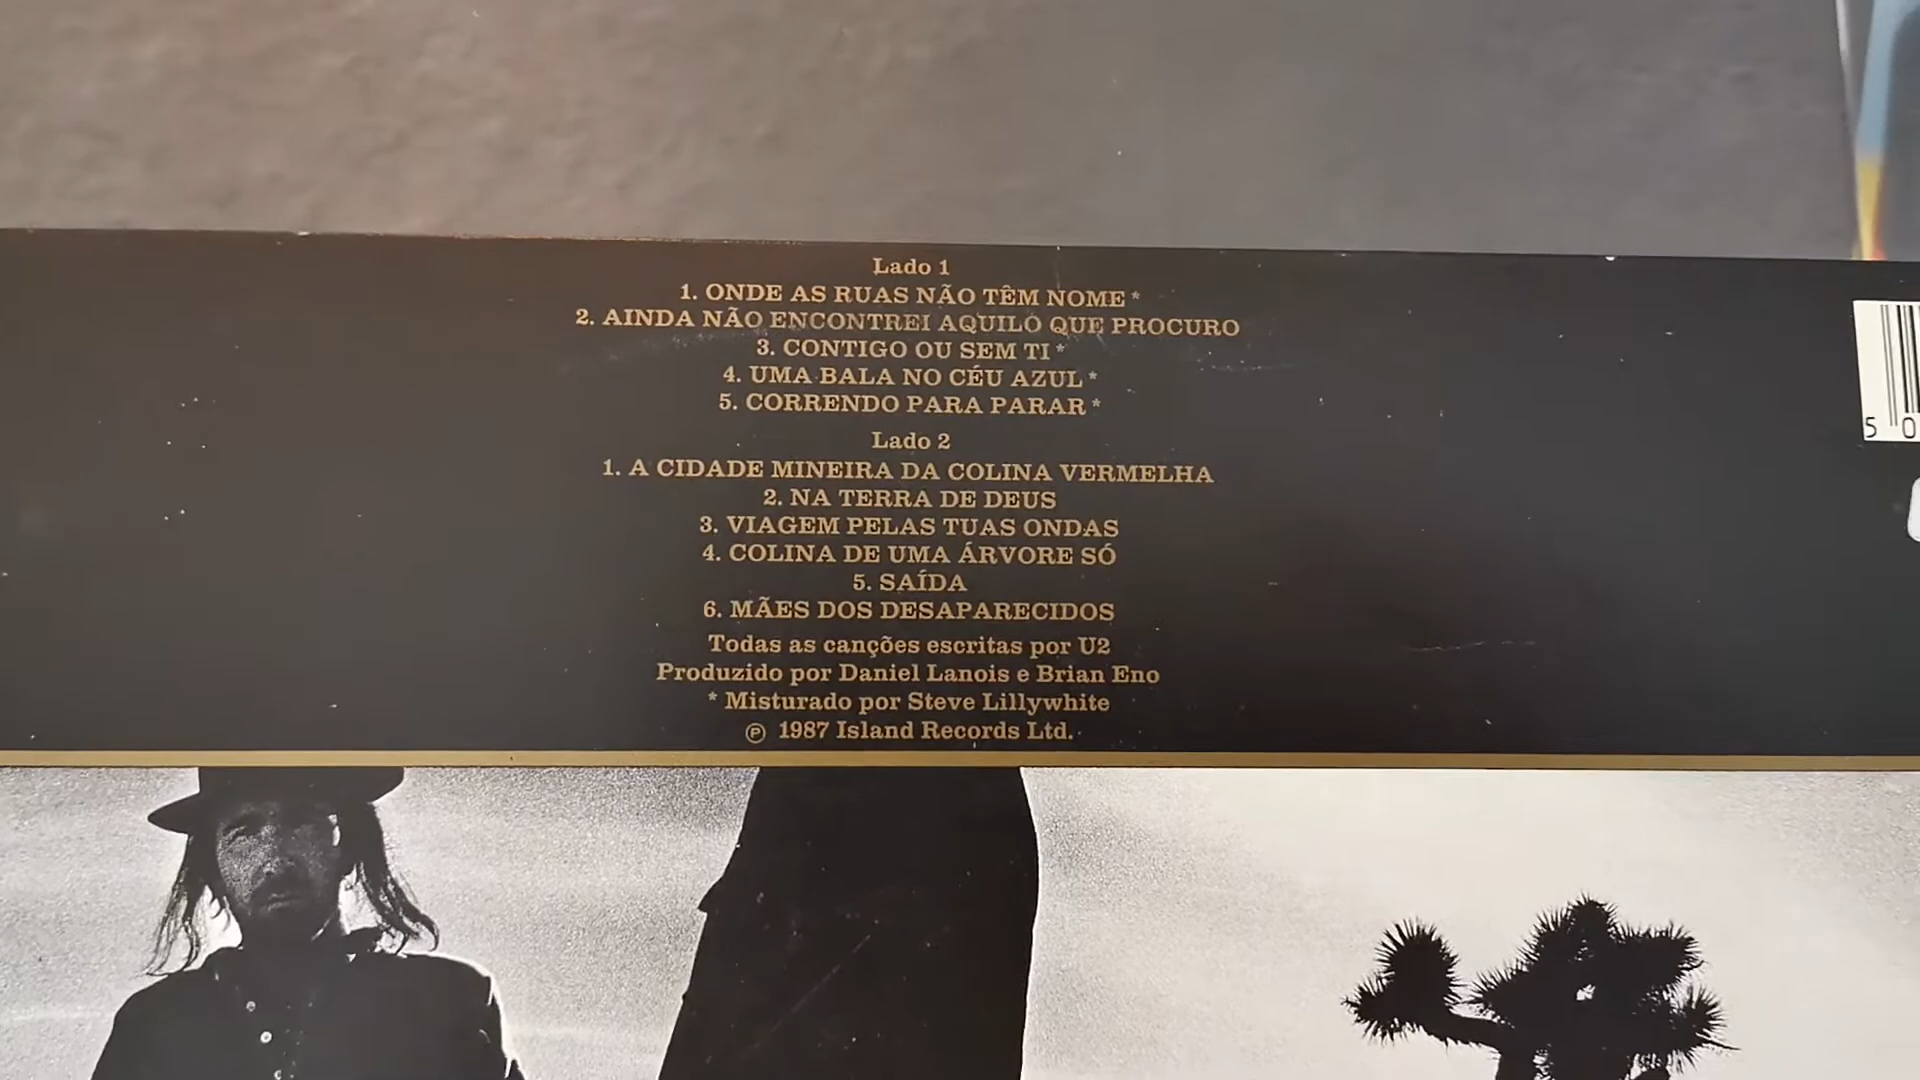 Lado 1
1. ONDE AS RUAS NÃO TÊM NOME *
2. AINDA NÃO ENCONTREI AQUILO QUE PROCURO
3. CONTIGO OU SEM TI *
4. UMA BALA NO CÉU AZUL *
5. CORRENDO PARA PARAR *
Lado 2
1. A CIDADE MINEIRA DA COLINA VERMELHA
2. NA TERRA DE DEUS
3. VIAGEM PELAS TUAS ONDAS
4. COLINA DE UMA ÁRVORE SÓ
5. SAÍDA
6. MÃES DOS DESAPARECIDOS
Todas as canções escritas por U2
Produzido por Daniel Lanois e Brian Eno
* Misturado por Steve Lillywhite
℗ 1987 Island Records Ltd.
5 0